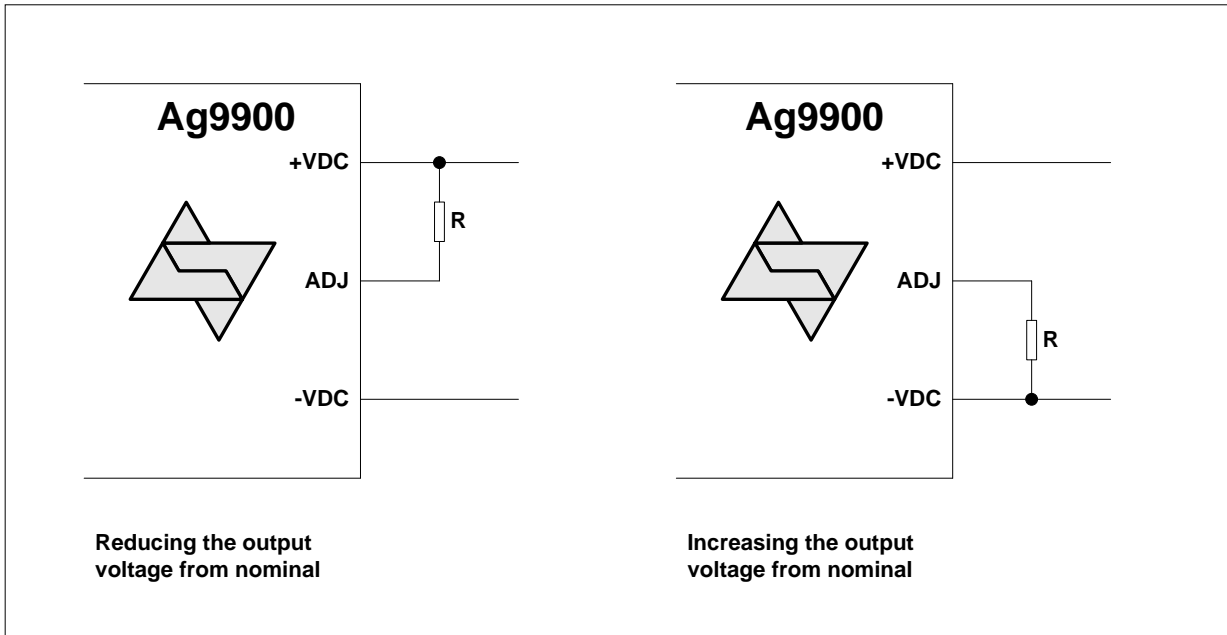 Ag9900
+VDC
R
ADJ
-VDC
Reducing the output
voltage from nominal
Ag9900
+VDC
ADJ
R
-VDC
Increasing the output
voltage from nominal